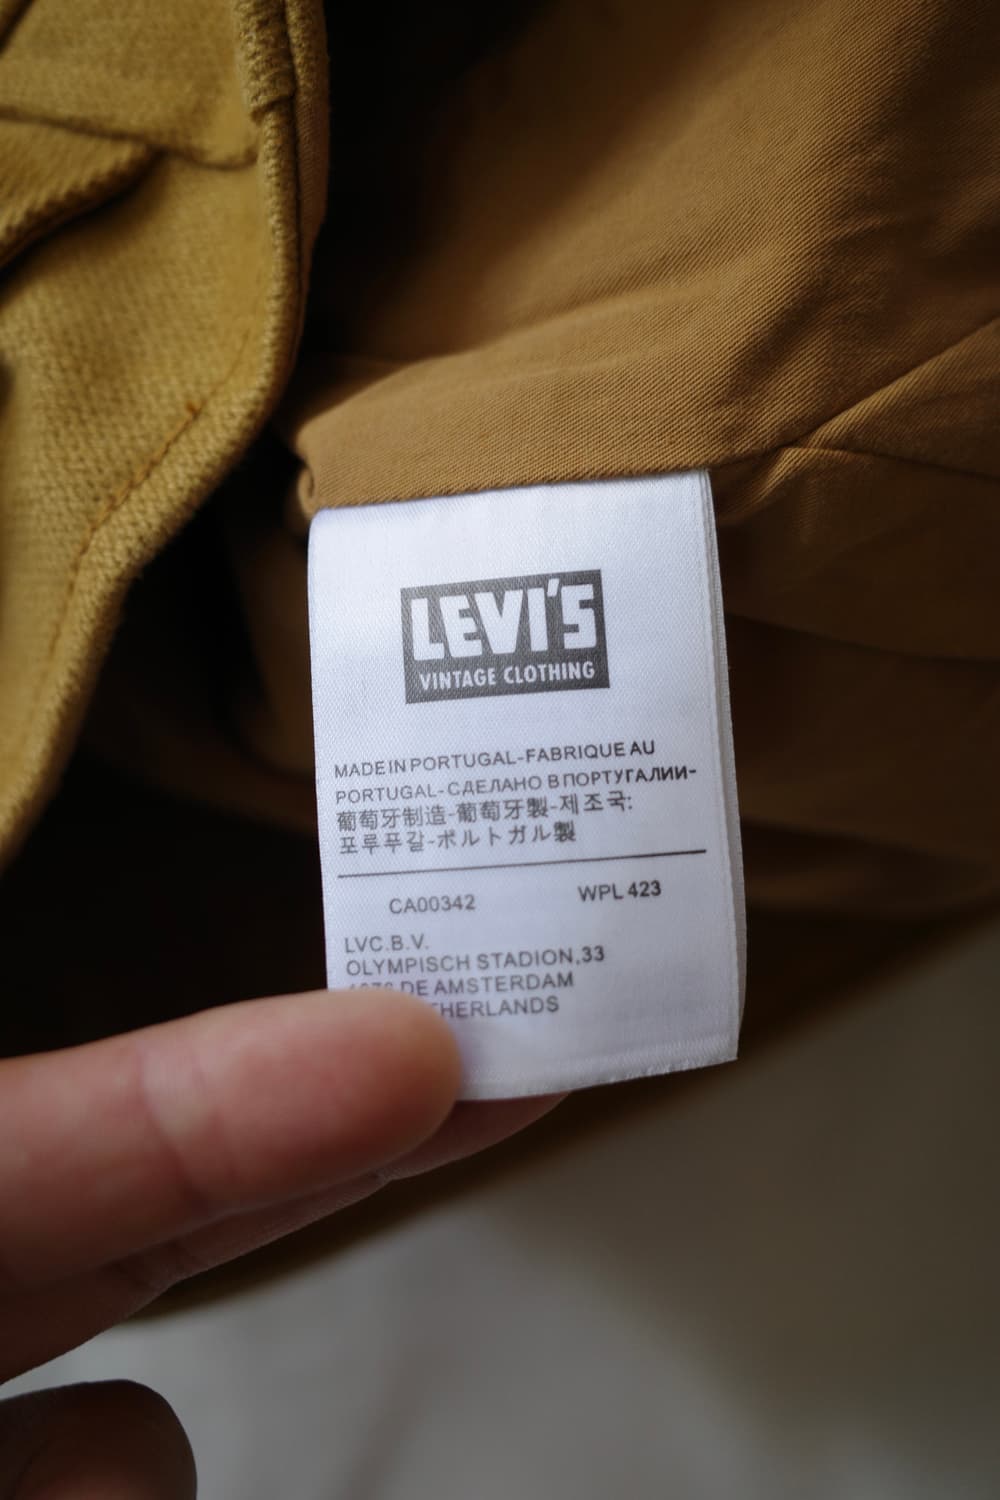 LEVI'S
VINTAGE CLOTHING
MADE IN PORTUGAL-FABRIQUE AU
PORTUGAL-СДЕЛАНО В ПОРТУГАЛИИ-
葡萄牙制造-葡萄牙製-제조국:
포루푸갈-ポルトガル製
CA00342 WPL 423
LVC.B.V.
OLYMPISCH STADION,33
DE AMSTERDAM